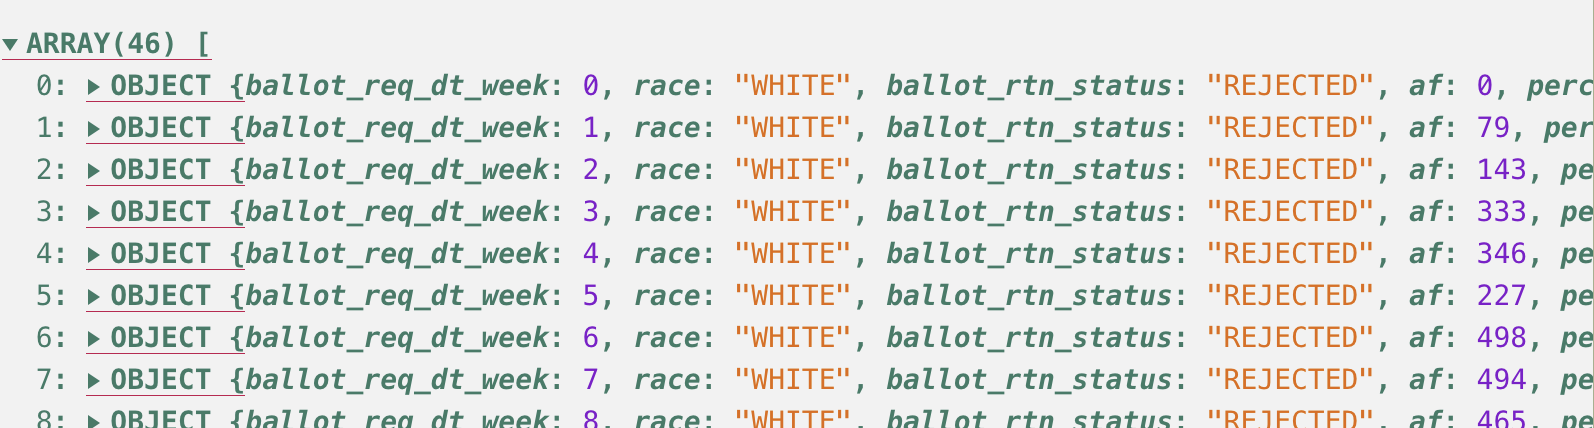 ▼ARRAY(46) [
0: ▶OBJECT {ballot_req_dt_week: 0, race: "WHITE", ballot_rtn_status: "REJECTED", af: 0, perc
1: ▶OBJECT {ballot_req_dt_week: 1, race: "WHITE", ballot_rtn_status: "REJECTED", af: 79, per
2: ▶OBJECT {ballot_req_dt_week: 2, race: "WHITE", ballot_rtn_status: "REJECTED", af: 143, pe
3: ▶OBJECT {ballot_req_dt_week: 3, race: "WHITE", ballot_rtn_status: "REJECTED", af: 333, pe
4: ▶OBJECT {ballot_req_dt_week: 4, race: "WHITE", ballot_rtn_status: "REJECTED", af: 346, pe
5: ▶OBJECT {ballot_req_dt_week: 5, race: "WHITE", ballot_rtn_status: "REJECTED", af: 227, pe
6: ▶OBJECT {ballot_req_dt_week: 6, race: "WHITE", ballot_rtn_status: "REJECTED", af: 498, pe
7: ▶OBJECT {ballot_req_dt_week: 7, race: "WHITE", ballot_rtn_status: "REJECTED", af: 494, pe
8: ▶OBJECT {ballot_req_dt_week: 8, race: "WHITE", ballot_rtn_status: "REJECTED", af: 465, pe